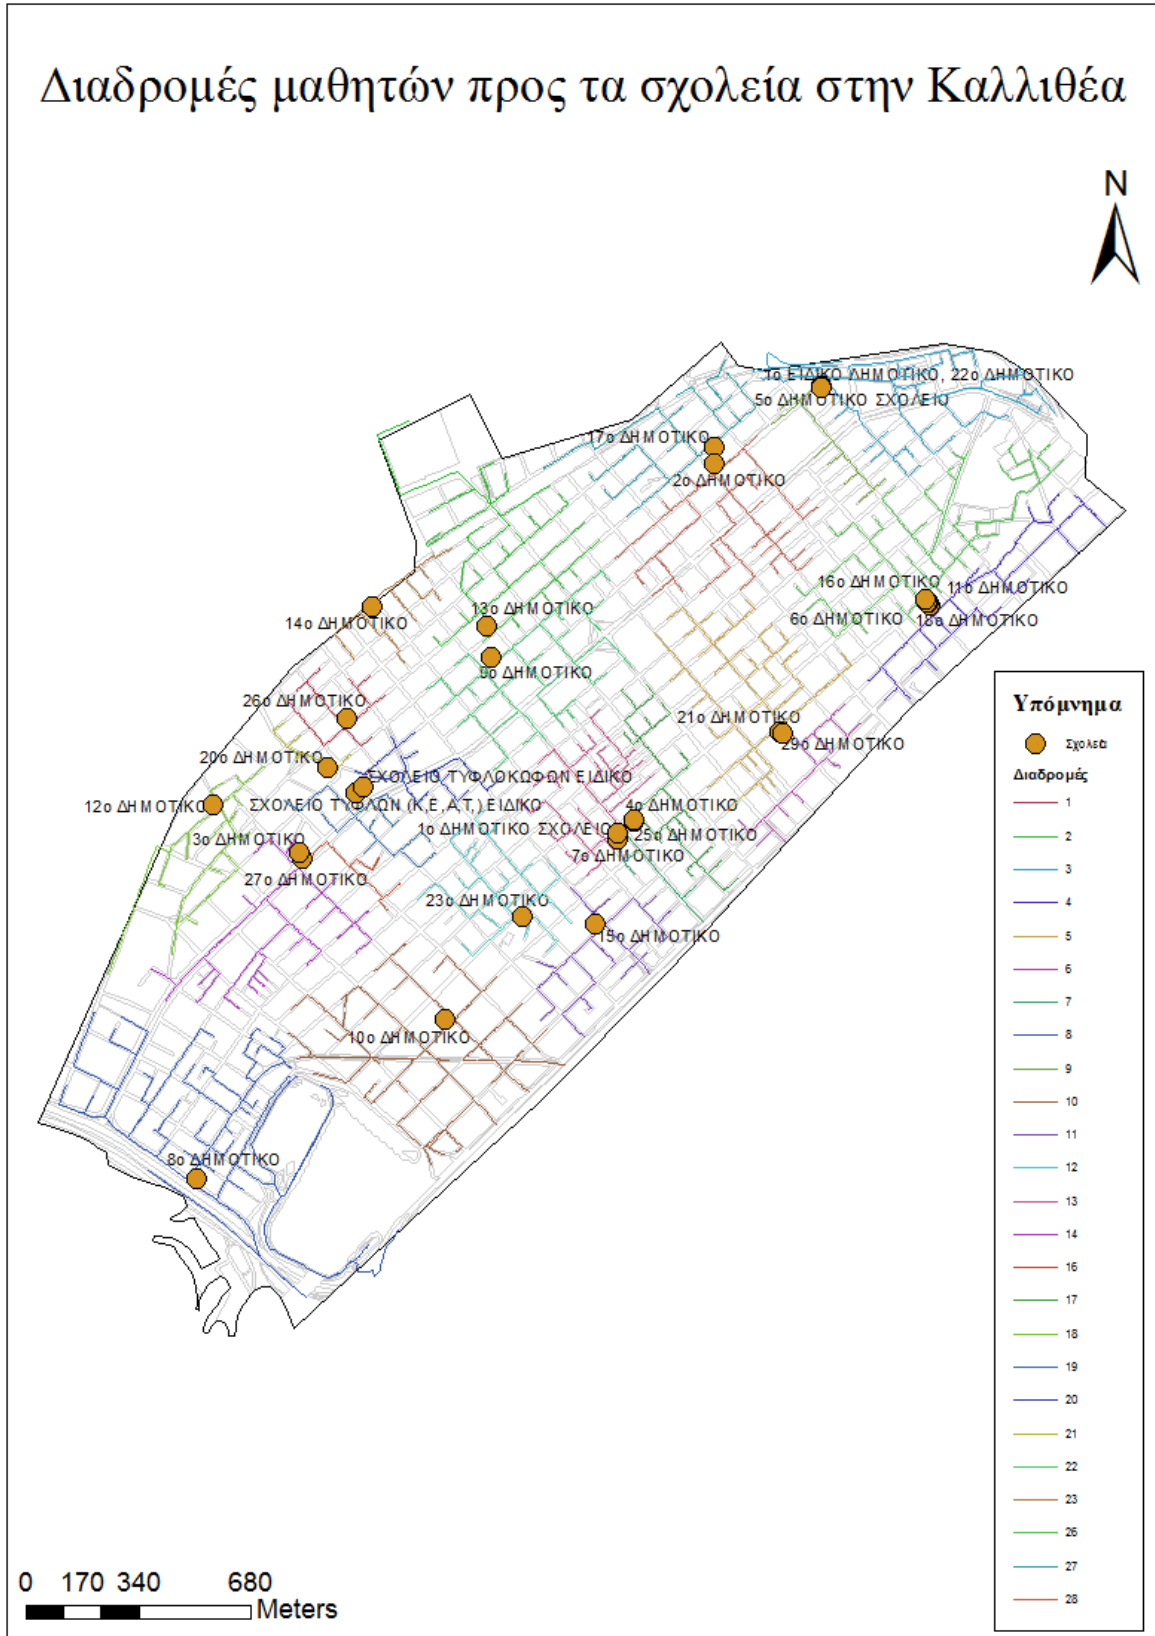 Διαδρομές μαθητών προς τα σχολεία στην Καλλιθέα
N
1ο ΕΙΔΙΚΟ ΔΗΜΟΤΙΚΟ, 22ο ΔΗΜΟΤΙΚΟ
5ο ΔΗΜΟΤΙΚΟ ΣΧΟΛΕΙΟ
17ο ΔΗΜΟΤΙΚΟ
2ο ΔΗΜΟΤΙΚΟ
16ο ΔΗΜΟΤΙΚΟ
11ο ΔΗΜΟΤΙΚΟ
6ο ΔΗΜΟΤΙΚΟ
18ο ΔΗΜΟΤΙΚΟ
13ο ΔΗΜΟΤΙΚΟ
14ο ΔΗΜΟΤΙΚΟ
9ο ΔΗΜΟΤΙΚΟ
26ο ΔΗΜΟΤΙΚΟ
21ο ΔΗΜΟΤΙΚΟ
29ο ΔΗΜΟΤΙΚΟ
20ο ΔΗΜΟΤΙΚΟ
ΣΧΟΛΕΙΟ ΤΥΦΛΟΚΩΦΩΝ ΕΙΔΙΚΟ
12ο ΔΗΜΟΤΙΚΟ
ΣΧΟΛΕΙΟ ΤΥΦΛΩΝ (Κ,Ε,Α,Τ,) ΕΙΔΙΚΟ
4ο ΔΗΜΟΤΙΚΟ
1ο ΔΗΜΟΤΙΚΟ ΣΧΟΛΕΙΟ
25ο ΔΗΜΟΤΙΚΟ
3ο ΔΗΜΟΤΙΚΟ
7ο ΔΗΜΟΤΙΚΟ
27ο ΔΗΜΟΤΙΚΟ
23ο ΔΗΜΟΤΙΚΟ
15ο ΔΗΜΟΤΙΚΟ
10ο ΔΗΜΟΤΙΚΟ
8ο ΔΗΜΟΤΙΚΟ
Υπόμνημα
Σχολεία
Διαδρομές
1
2
3
4
5
6
7
8
9
10
11
12
13
14
16
17
18
19
20
21
22
23
26
27
28
0 170 340 680
Meters